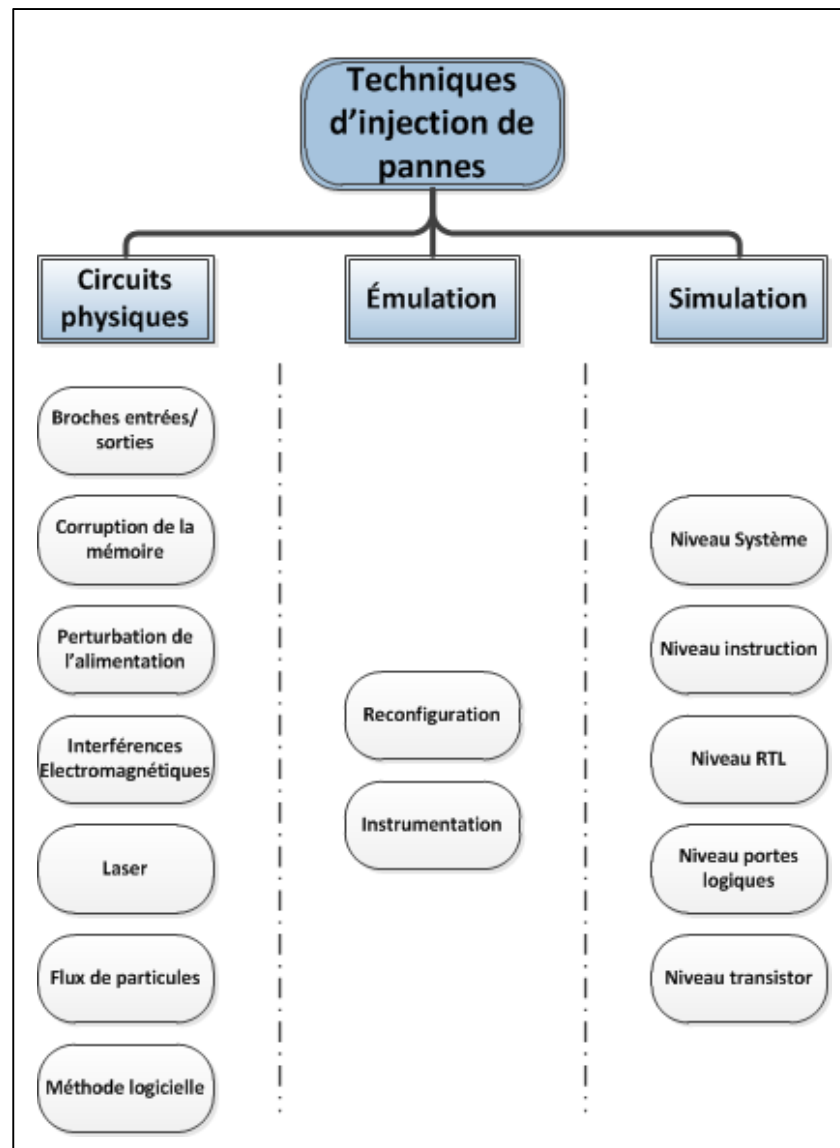 Techniques
d'injection de
pannes
Circuits
physiques
Émulation
Simulation
Broches entrées/
sorties
Corruption de la
mémoire
Perturbation de
l'alimentation
Interférences
Electromagnétiques
Laser
Flux de particules
Méthode logicielle
Reconfiguration
Instrumentation
Niveau Système
Niveau instruction
Niveau RTL
Niveau portes
logiques
Niveau transistor